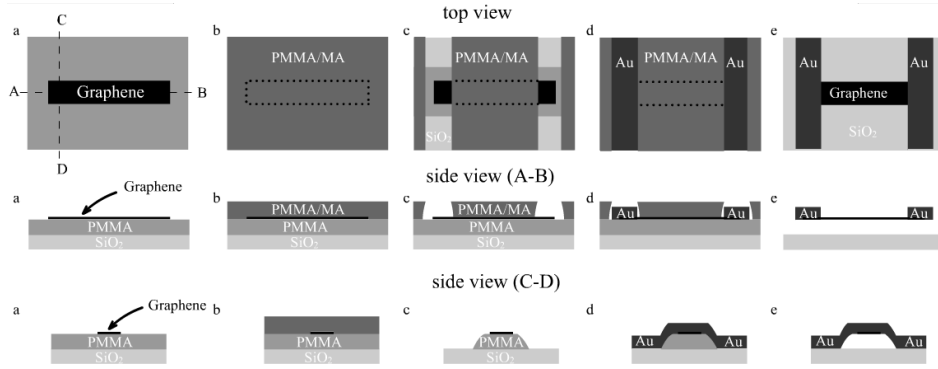 top view
a
b
c
d
e
C
PMMA/MA
PMMA/MA
Au
PMMA/MA
Au
Au
Au
A
Graphene
B
Graphene
SiO₂
SiO₂
D
side view (A-B)
a
Graphene
b
c
d
e
PMMA/MA
PMMA/MA
Au
Au
Au
Au
PMMA
PMMA
PMMA
SiO₂
SiO₂
SiO₂
side view (C-D)
a
Graphene
b
c
d
e
PMMA
PMMA
PMMA
Au
Au
Au
Au
SiO₂
SiO₂
SiO₂